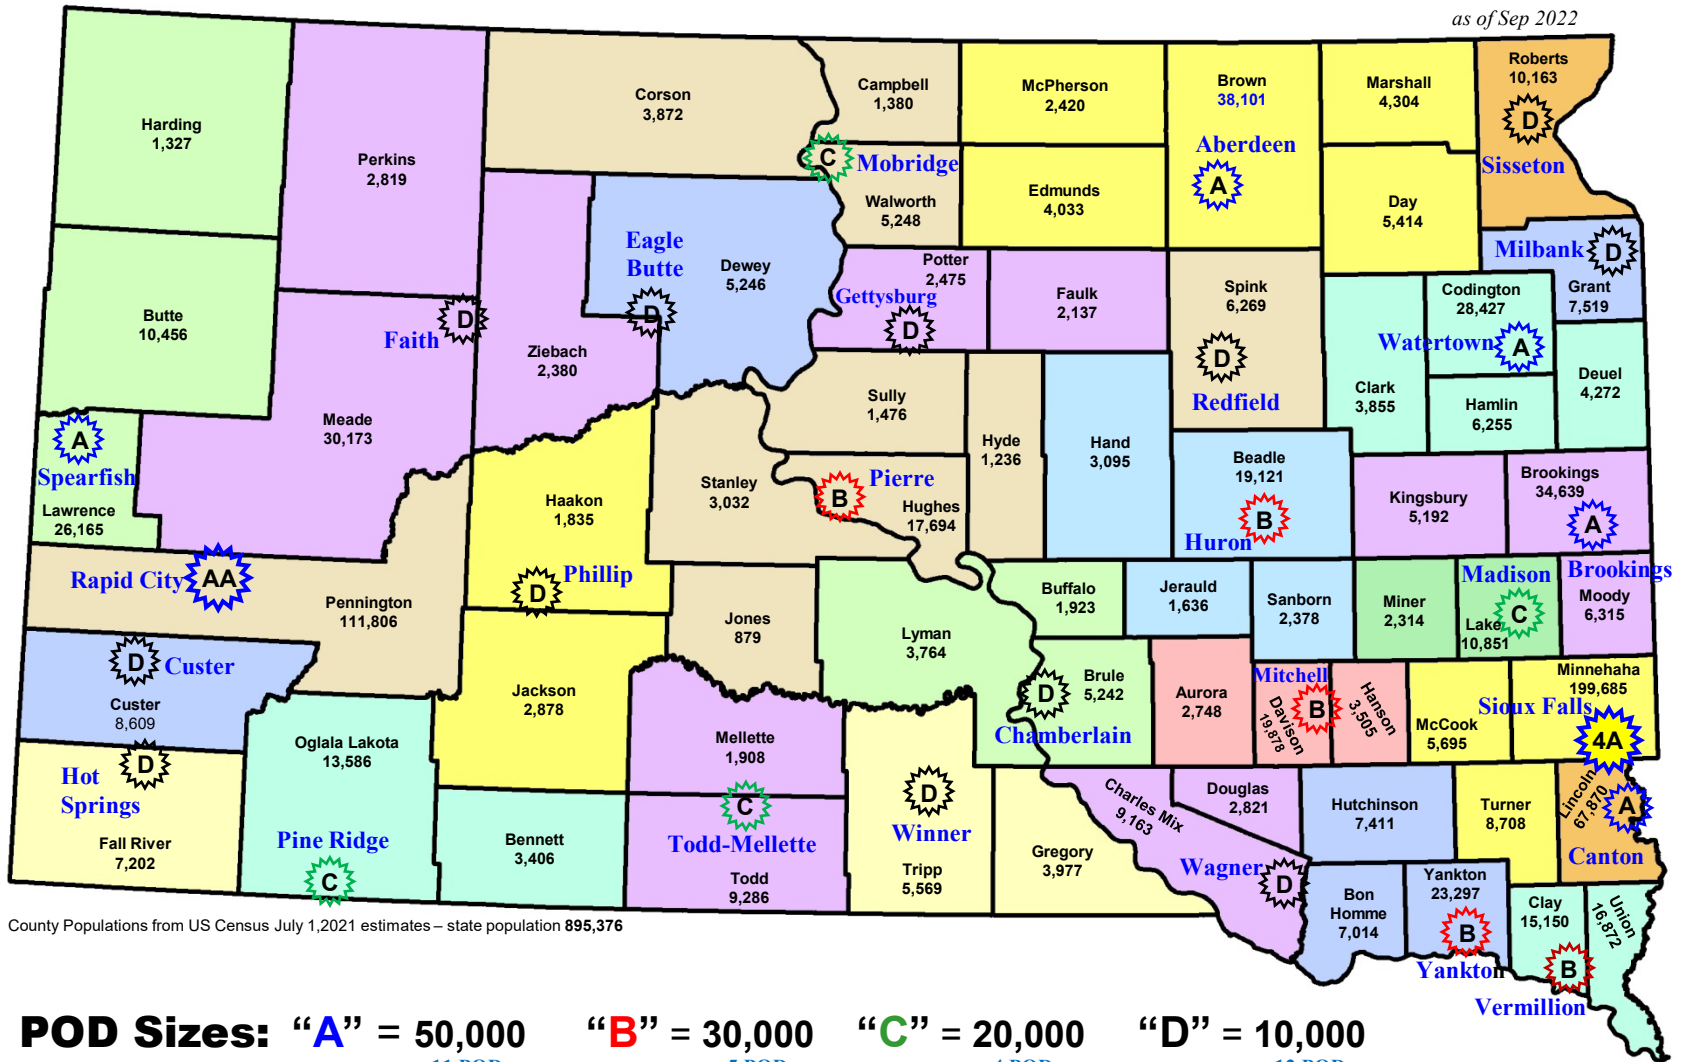 as of Sep 2022
Harding
1,327
Perkins
2,819
Corson
3,872
Campbell
1,380
McPherson
2,420
Brown
38,101
Aberdeen
A
Marshall
4,304
Roberts
10,163
D
Sisseton
C
Mobridge
Walworth
5,248
Edmunds
4,033
Day
5,414
Butte
10,456
D
Faith
Ziebach
2,380
Eagle
Butte
D
Dewey
5,246
Potter
2,475
Gettysburg
D
Faulk
2,137
Spink
6,269
D
Redfield
Milbank
D
Grant
7,519
Codington
28,427
Watertown
A
Clark
3,855
Hamlin
6,255
Deuel
4,272
Meade
30,173
A
Spearfish
Lawrence
26,165
Haakon
1,835
D
Phillip
Stanley
3,032
Sully
1,476
Hyde
1,236
Hand
3,095
Pierre
B
Hughes
17,694
Beadle
19,121
B
Huron
Kingsbury
5,192
Brookings
34,639
A
Brookings
Rapid City
AA
Pennington
111,806
Jones
879
Lyman
3,764
Buffalo
1,923
Jerauld
1,636
Sanborn
2,378
Miner
2,314
Madison
C
Lake
10,851
Moody
6,315
D
Custer
Custer
8,609
Jackson
2,878
D
Brule
5,242
Chamberlain
Aurora
2,748
Mitchell
B
Davison
19,878
Hanson
3,505
McCook
5,695
Minnehaha
199,685
Sioux Falls
4A
D
Hot
Springs
Fall River
7,202
Oglala Lakota
13,586
Pine Ridge
C
Bennett
3,406
Mellette
1,908
C
Todd-Mellette
Todd
9,286
D
Winner
Tripp
5,569
Gregory
3,977
Charles Mix
9,163
Douglas
2,821
Wagner
D
Hutchinson
7,411
Turner
8,708
Lincoln
67,870
A
Canton
Bon
Homme
7,014
Yankton
23,297
B
Yankton
Clay
15,150
B
Vermillion
Union
16,872
County Populations from US Census July 1,2021 estimates – state population 895,376
POD Sizes: “A” = 50,000 “B” = 30,000 “C” = 20,000 “D” = 10,000